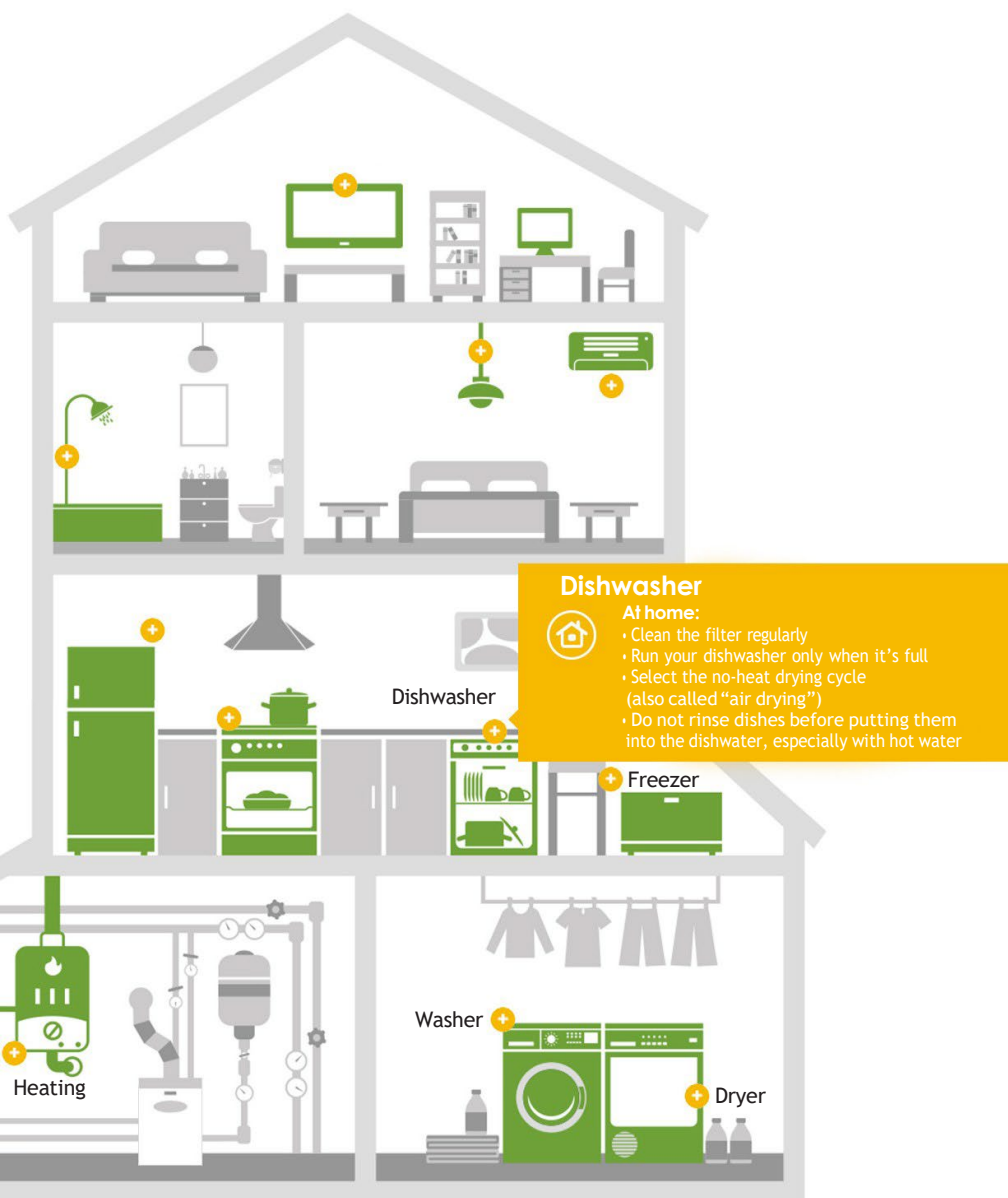 Dishwasher
At home:
• Clean the filter regularly
• Run your dishwasher only when it’s full
• Select the no-heat drying cycle
(also called “air drying”)
• Do not rinse dishes before putting them
into the dishwater, especially with hot water
Dishwasher
Freezer
Washer
Heating
Dryer